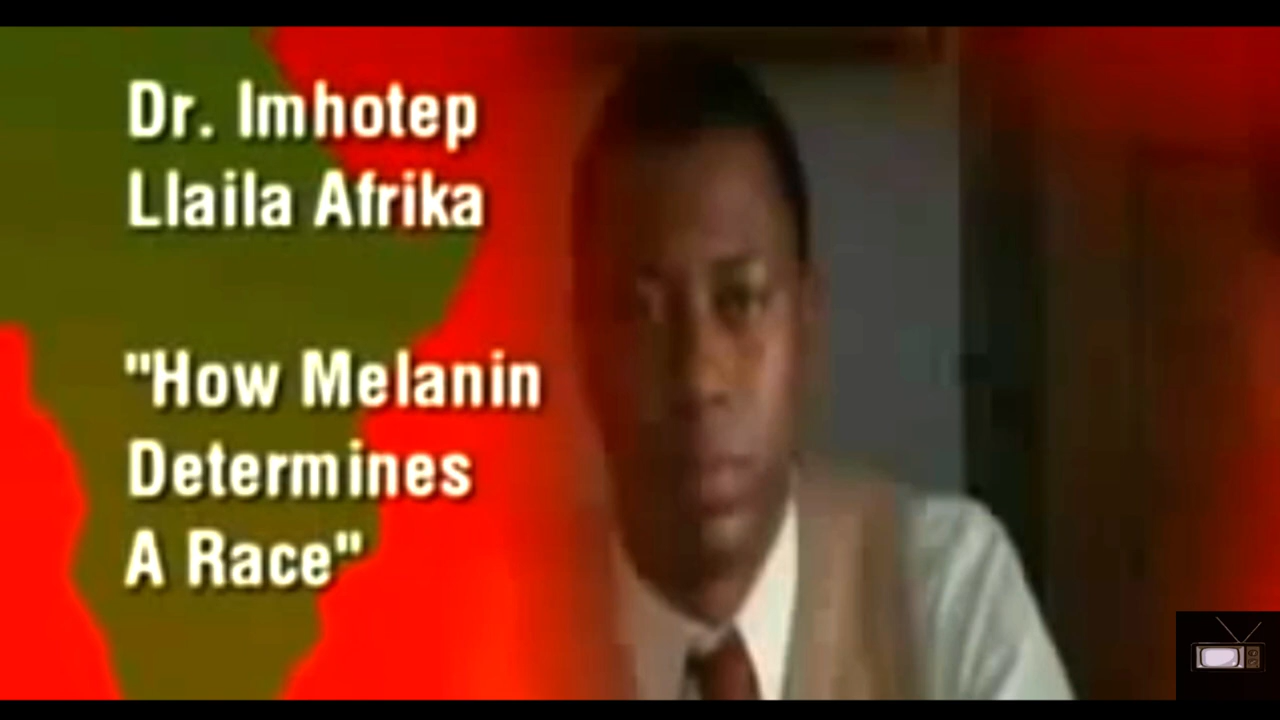 Dr. Imhotep
Llaila Afrika
"How Melanin
Determines
A Race"